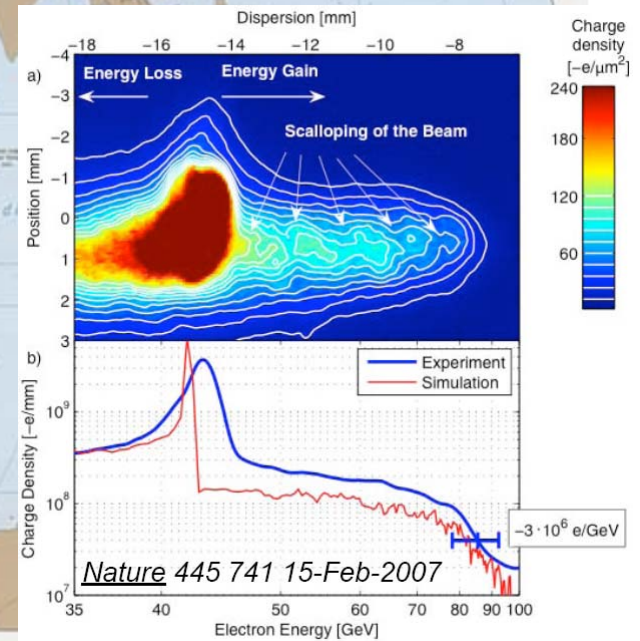 Dispersion [mm]
−18 −16 −14 −12 −10 −8
Charge
density
[−e/µm²]
a)
−4
−3
−2
−1
0
1
2
3
Position [mm]
Energy Loss
Energy Gain
Scalloping of the Beam
240
180
120
60
b)
Experiment
Simulation
10⁹
10⁸
10⁷
Charge Density [−e/mm]
−3·10⁶ e/GeV
Nature 445 741 15-Feb-2007
35 40 50 60 70 80 90 100
Electron Energy [GeV]